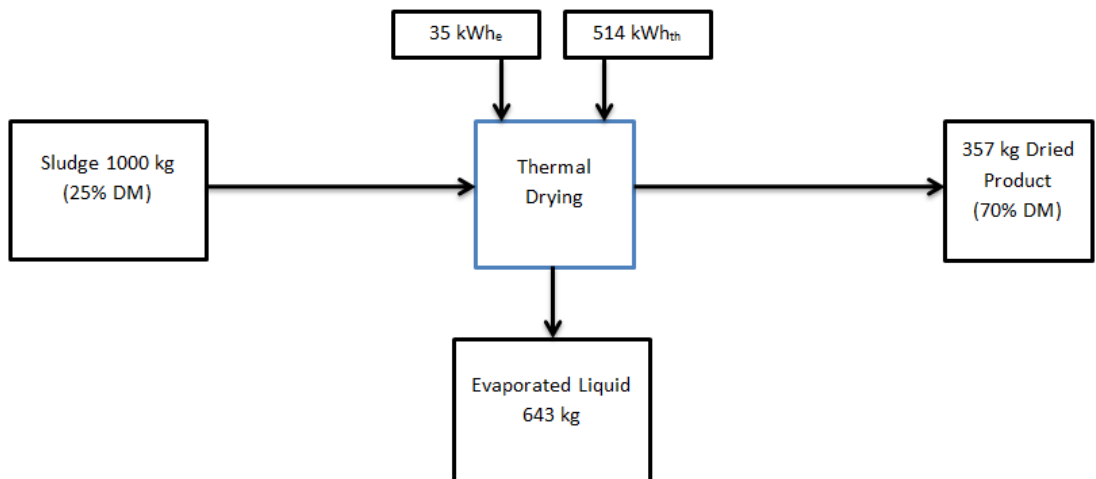 35 kWhₑ
514 kWhₜₕ
Sludge 1000 kg
(25% DM)
Thermal
Drying
357 kg Dried
Product
(70% DM)
Evaporated Liquid
643 kg